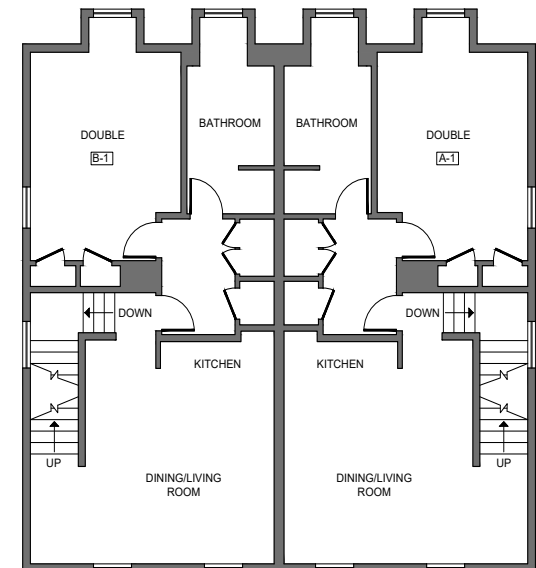 BATHROOM BATHROOM
DOUBLE DOUBLE
B-1 A-1
DOWN DOWN
KITCHEN KITCHEN
UP UP
DINING/LIVING DINING/LIVING
ROOM ROOM